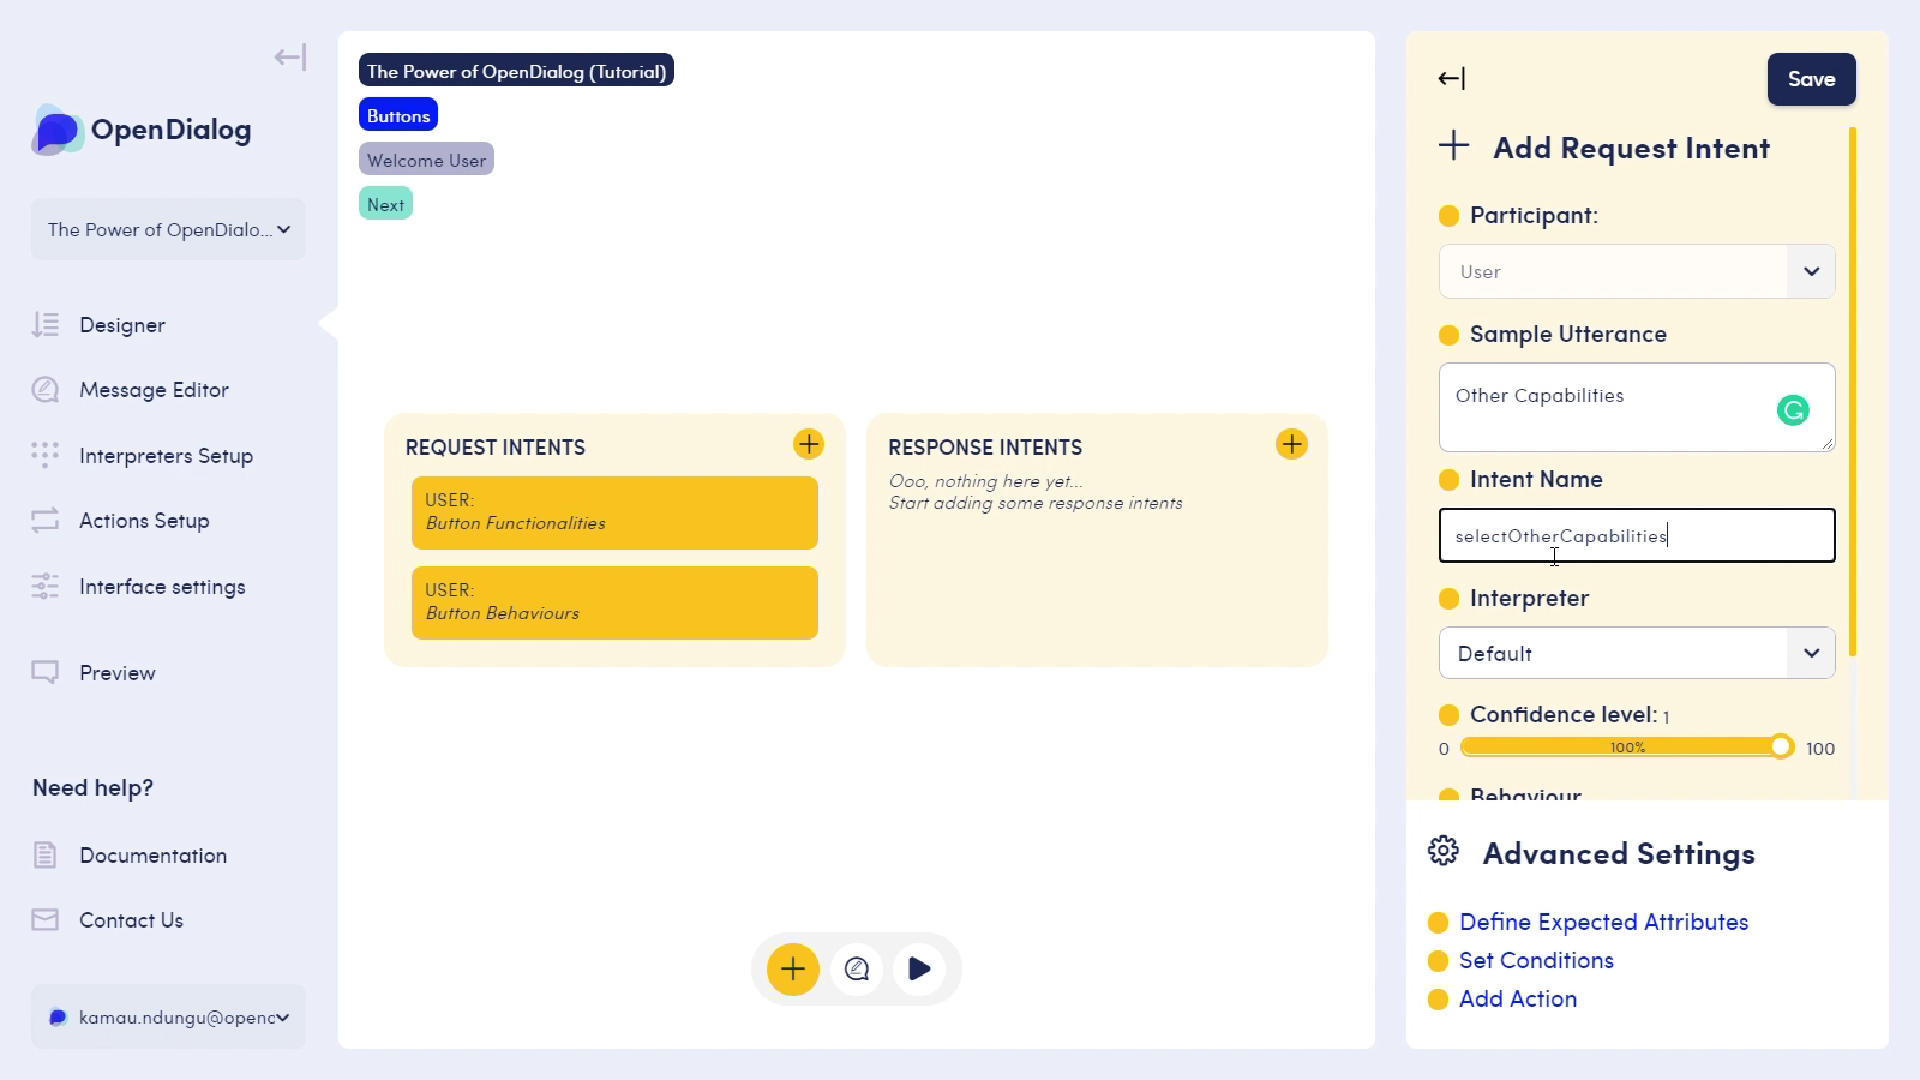 OpenDialog
The Power of OpenDialo...
Designer
Message Editor
Interpreters Setup
Actions Setup
Interface settings
Preview
Need help?
Documentation
Contact Us
kamau.ndungu@openc
The Power of OpenDialog (Tutorial)
Buttons
Welcome User
Next
REQUEST INTENTS
USER:
Button Functionalities
USER:
Button Behaviours
RESPONSE INTENTS
Ooo, nothing here yet...
Start adding some response intents
Save
Add Request Intent
Participant:
User
Sample Utterance
Other Capabilities
Intent Name
selectOtherCapabilities
Interpreter
Default
Confidence level: 1
0 100% 100
Behaviour
Advanced Settings
Define Expected Attributes
Set Conditions
Add Action